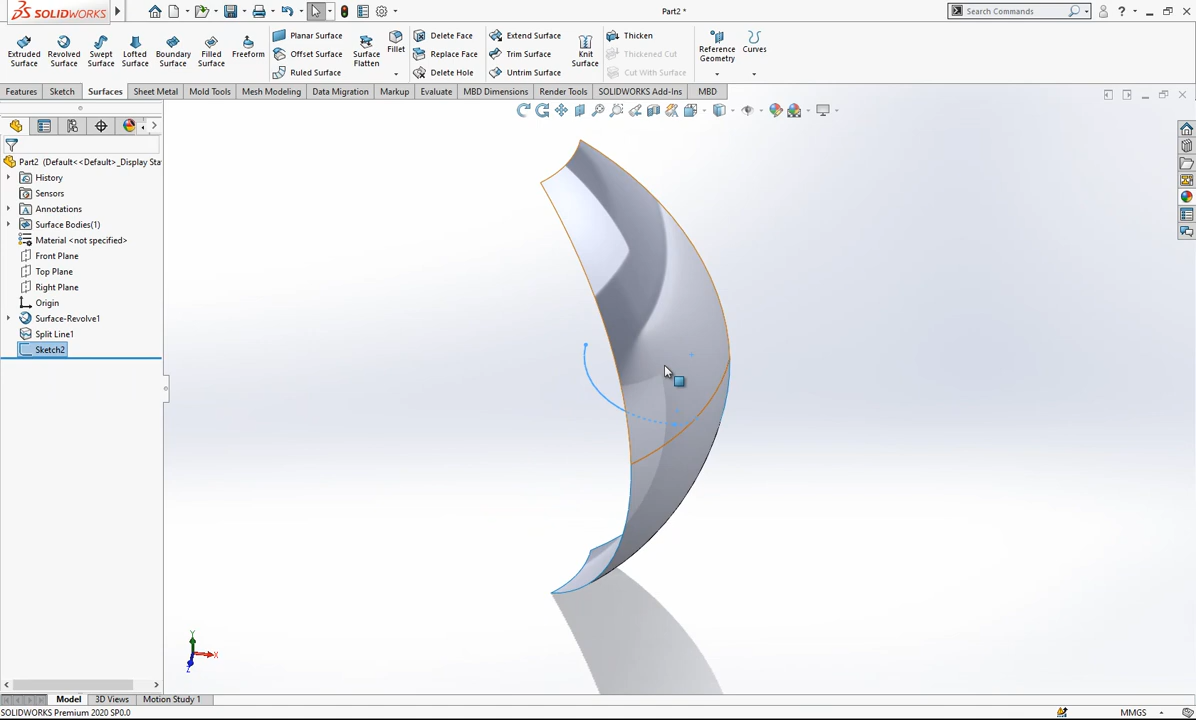 SOLIDWORKS
Part2 *
Search Commands
?
Extruded Surface
Revolved Surface
Swept Surface
Lofted Surface
Boundary Surface
Filled Surface
Freeform
Planar Surface
Offset Surface
Ruled Surface
Surface Flatten
Fillet
Delete Face
Replace Face
Delete Hole
Extend Surface
Trim Surface
Untrim Surface
Knit Surface
Thicken
Thickened Cut
Cut With Surface
Reference Geometry
Curves
Features Sketch Surfaces Sheet Metal Mold Tools Mesh Modeling Data Migration Markup Evaluate MBD Dimensions Render Tools SOLIDWORKS Add-Ins MBD
Part2 (Default<<Default>_Display Sta
History
Sensors
Annotations
Surface Bodies(1)
Material <not specified>
Front Plane
Top Plane
Right Plane
Origin
Surface-Revolve1
Split Line1
Sketch2
Y
X
Z
Model 3D Views Motion Study 1
SOLIDWORKS Premium 2020 SP0.0
MMGS